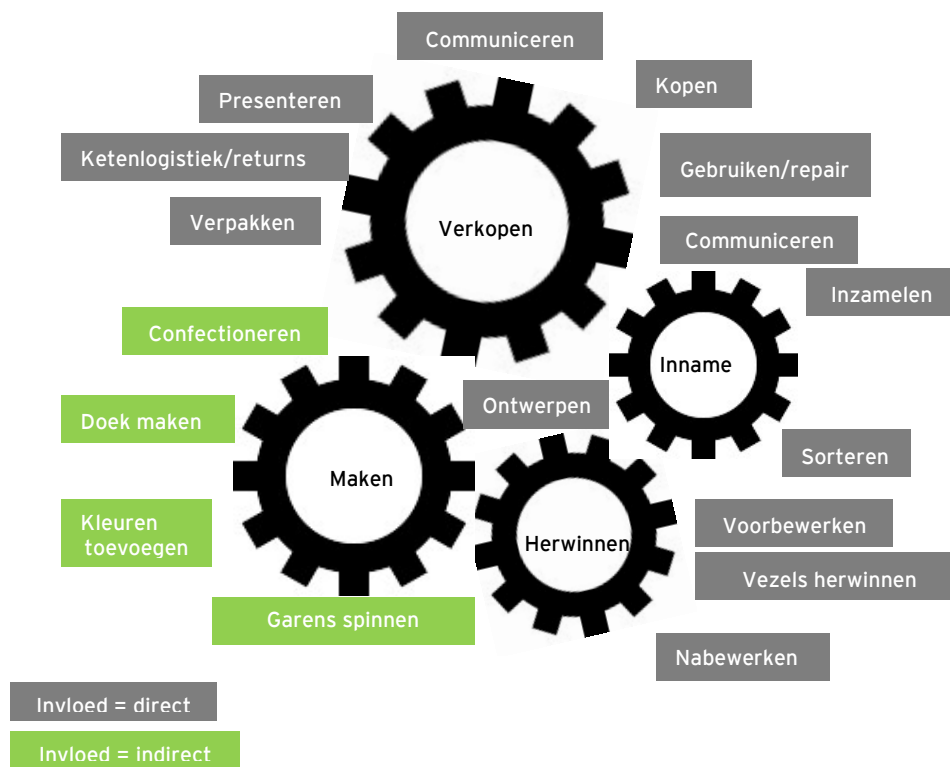 Communiceren
Kopen
Presenteren
Ketenlogistiek/returns
Gebruiken/repair
Verpakken
Verkopen
Communiceren
Inzamelen
Confectioneren
Inname
Ontwerpen
Doek maken
Sorteren
Maken
Kleuren
toevoegen
Voorbewerken
Herwinnen
Vezels herwinnen
Garens spinnen
Nabewerken
Invloed = direct
Invloed = indirect